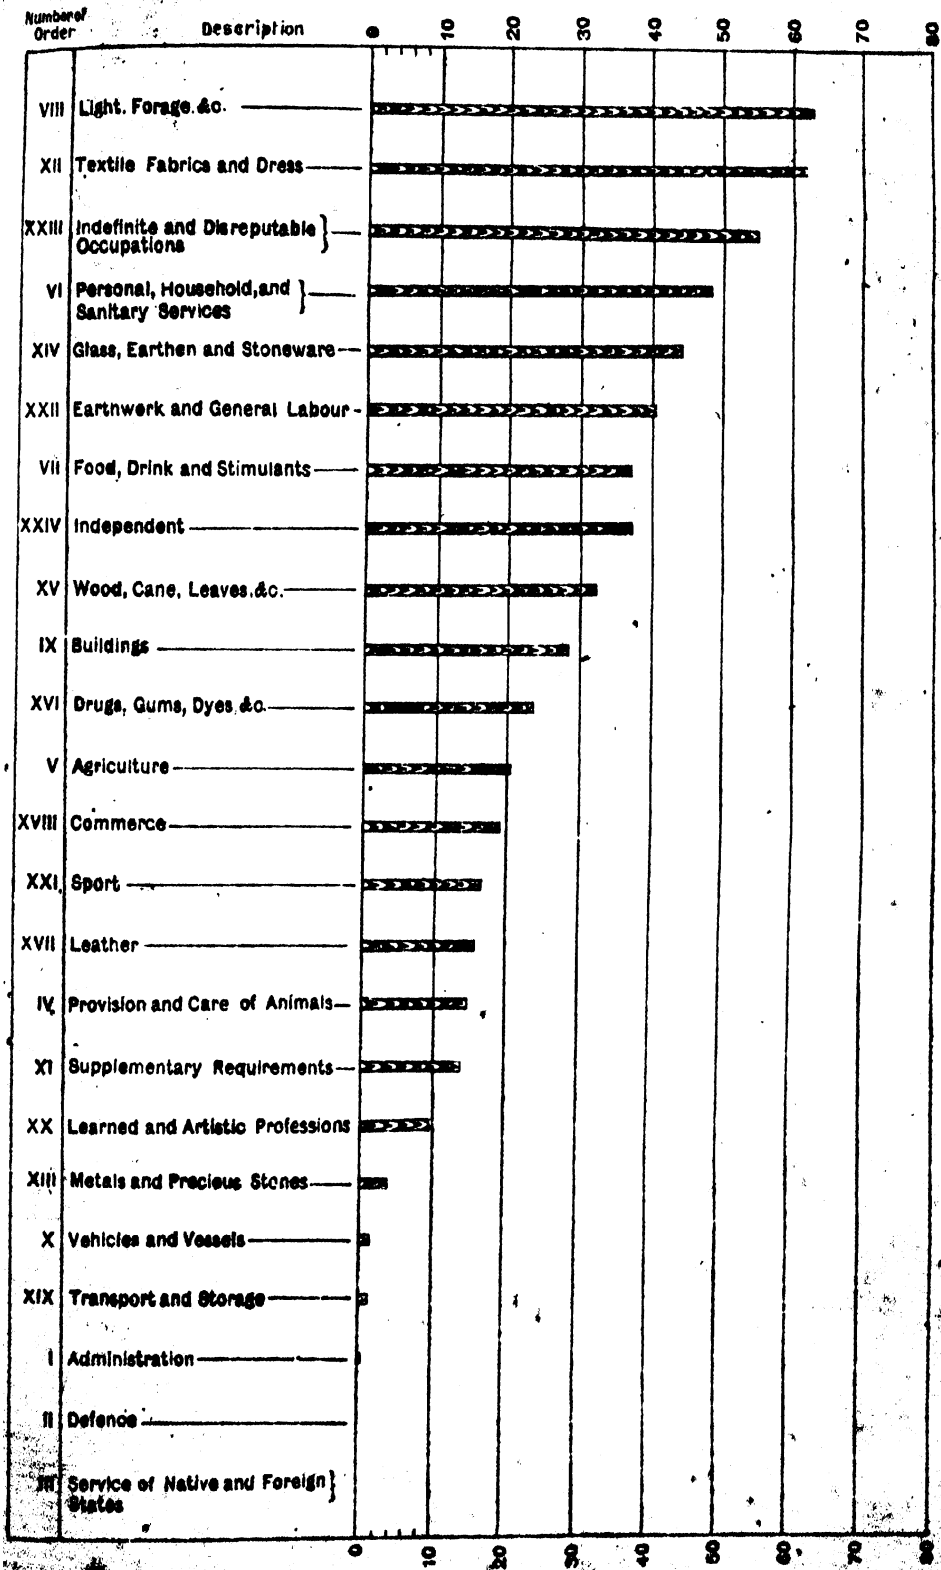 Number of Order Description 0 10 20 30 40 50 60 70 80
VIII Light, Forage, &c.
XII Textile Fabrics and Dress
XXIII Indefinite and Disreputable
Occupations
VI Personal, Household, and
Sanitary Services
XIV Glass, Earthen and Stoneware
XXII Earthwork and General Labour
VII Food, Drink and Stimulants
XXIV Independent
XV Wood, Cane, Leaves, &c.
IX Buildings
XVI Drugs, Gums, Dyes, &c.
V Agriculture
XVIII Commerce
XXI Sport
XVII Leather
IV Provision and Care of Animals
XI Supplementary Requirements
XX Learned and Artistic Professions
XIII Metals and Precious Stones
X Vehicles and Vessels
XIX Transport and Storage
I Administration
II Defence
III Service of Native and Foreign
States
0 10 20 30 40 50 60 70 80